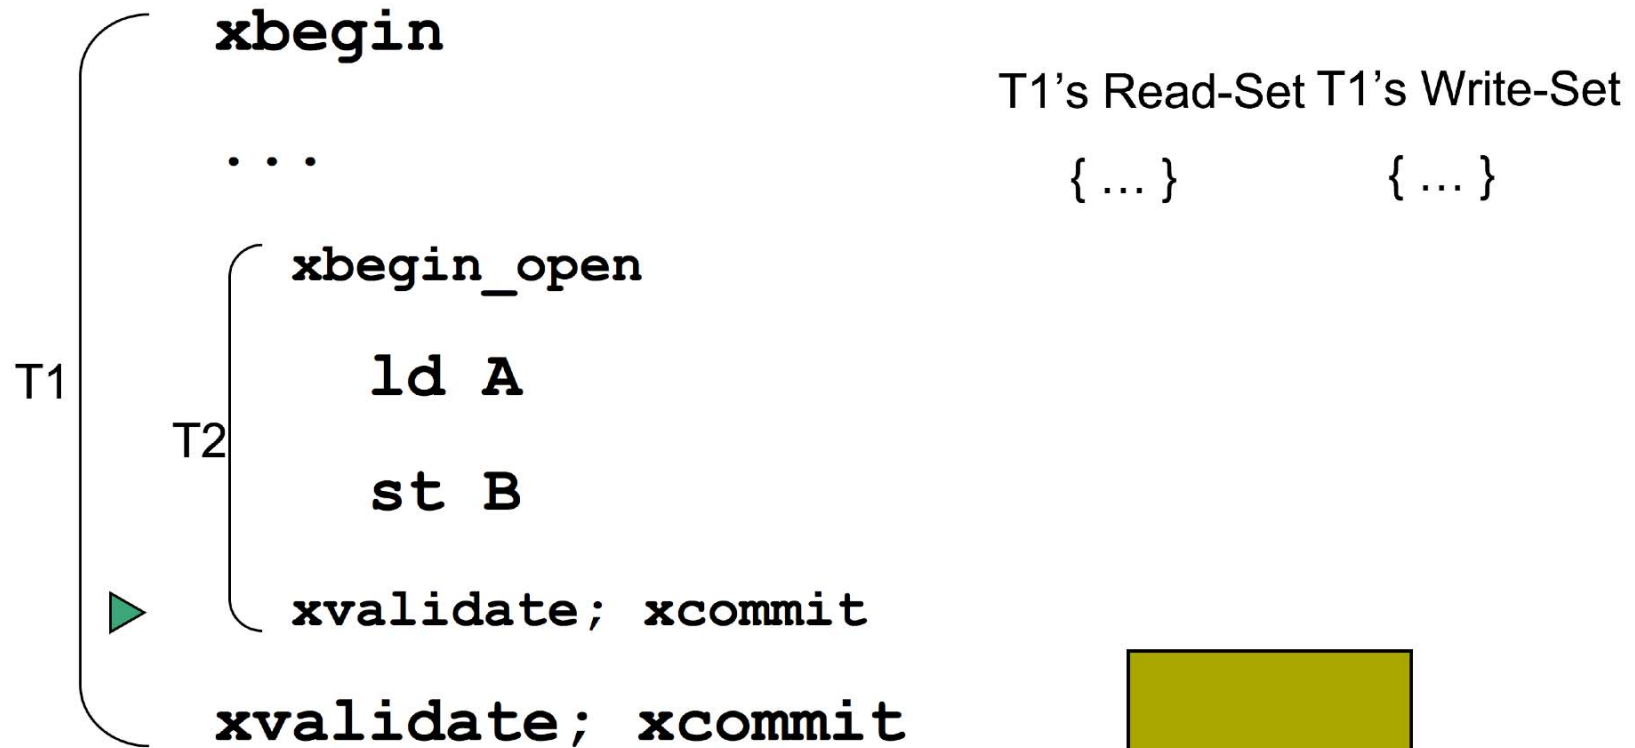 xbegin
T1's Read-Set T1's Write-Set
...
{ ... } { ... }
xbegin_open
ld A
T1
T2
st B
xvalidate; xcommit
xvalidate; xcommit